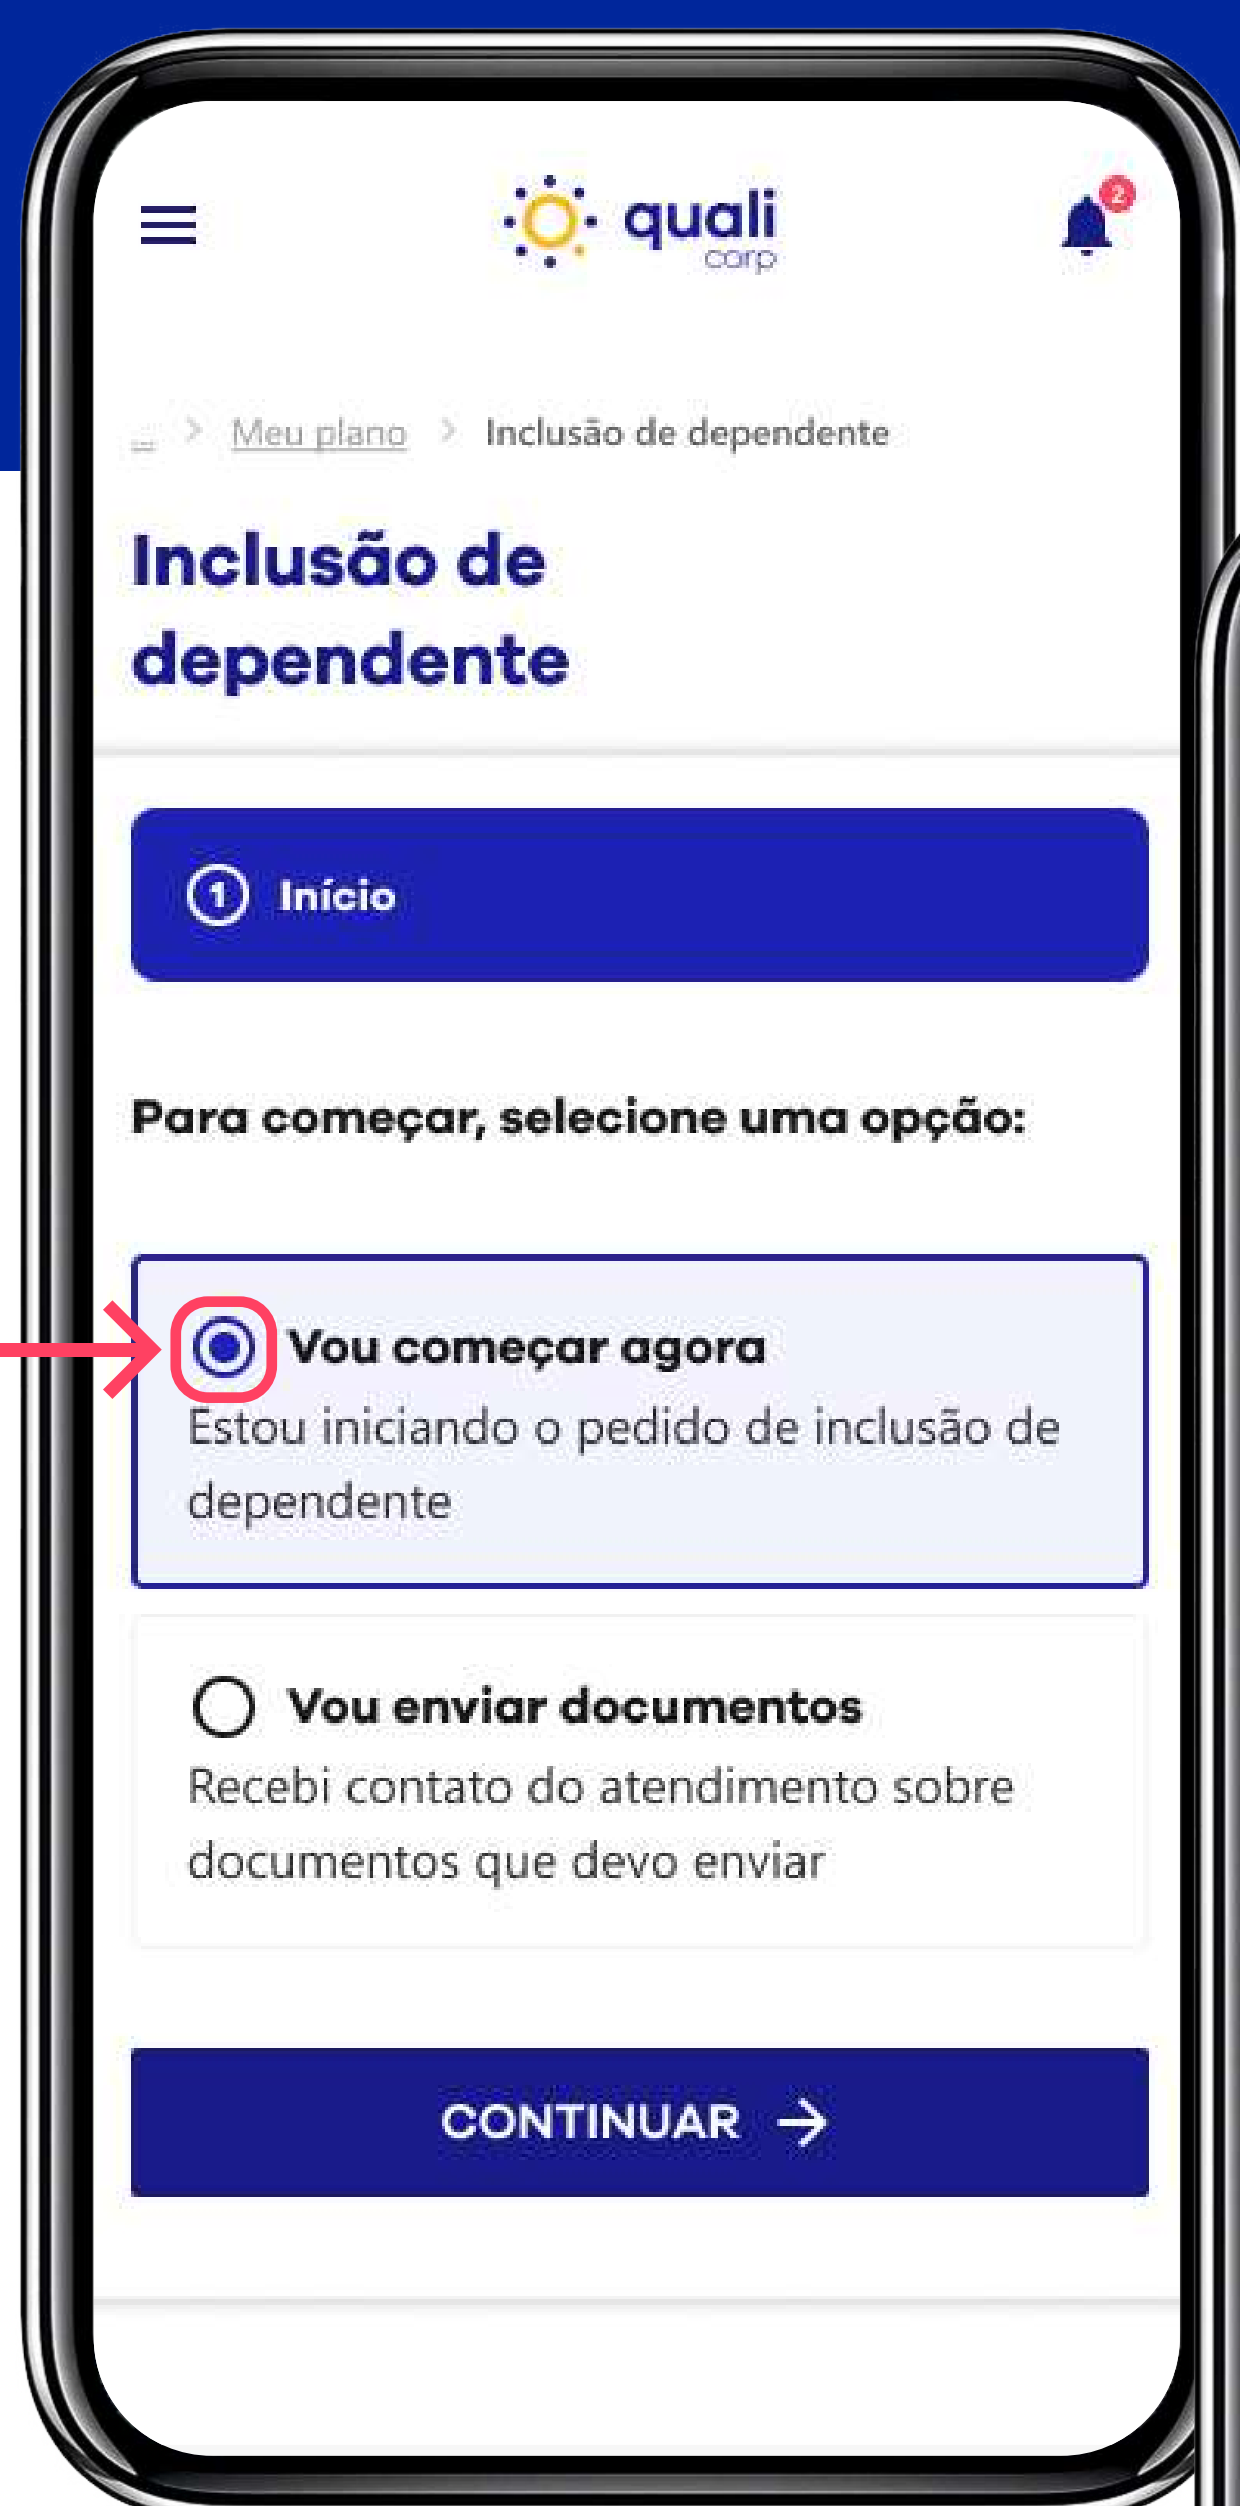 quali
corp
2
... > Meu plano > Inclusão de dependente
Inclusão de
dependente
1 Início
Para começar, selecione uma opção:
Vou começar agora
Estou iniciando o pedido de inclusão de
dependente
Vou enviar documentos
Recebi contato do atendimento sobre
documentos que devo enviar
CONTINUAR →